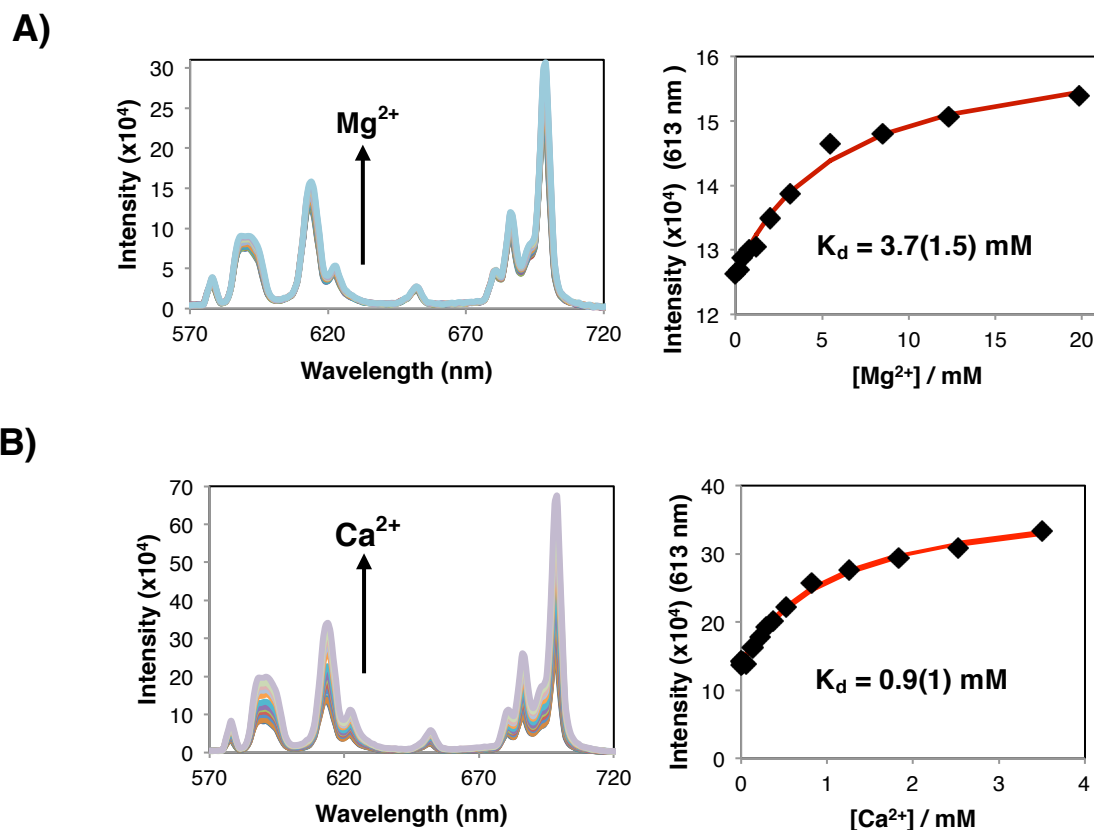 A)
Intensity (x10⁴)
30
25
20
15
10
5
0
Mg²⁺
570 620 670 720
Wavelength (nm)
Intensity (x10⁴) (613 nm )
16
15
14
13
12
K_d = 3.7(1.5) mM
0 5 10 15 20
[Mg²⁺] / mM
B)
Intensity (x10⁴)
70
60
50
40
30
20
10
0
Ca²⁺
570 620 670 720
Wavelength (nm)
Intensity (x10⁴) (613 nm)
40
30
20
10
0
K_d = 0.9(1) mM
0 1 2 3 4
[Ca²⁺] / mM